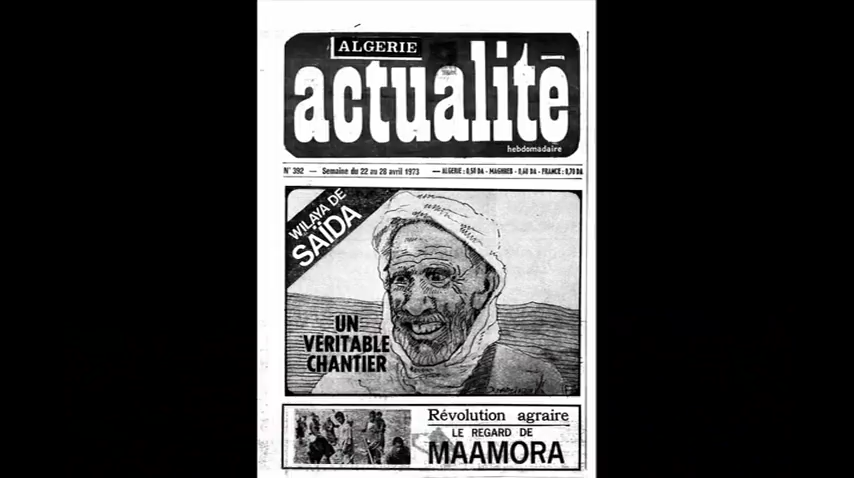 ALGERIE
actualité
hebdomadaire
N° 392 — Semaine du 22 au 28 avril 1973 — ALGERIE : 0,50 DA - MAGHREB - 0,60 DA - FRANCE : 0,70 DA
WILAYA DE
SAÏDA
UN
VERITABLE
CHANTIER
Révolution agraire
LE REGARD DE
MAAMORA